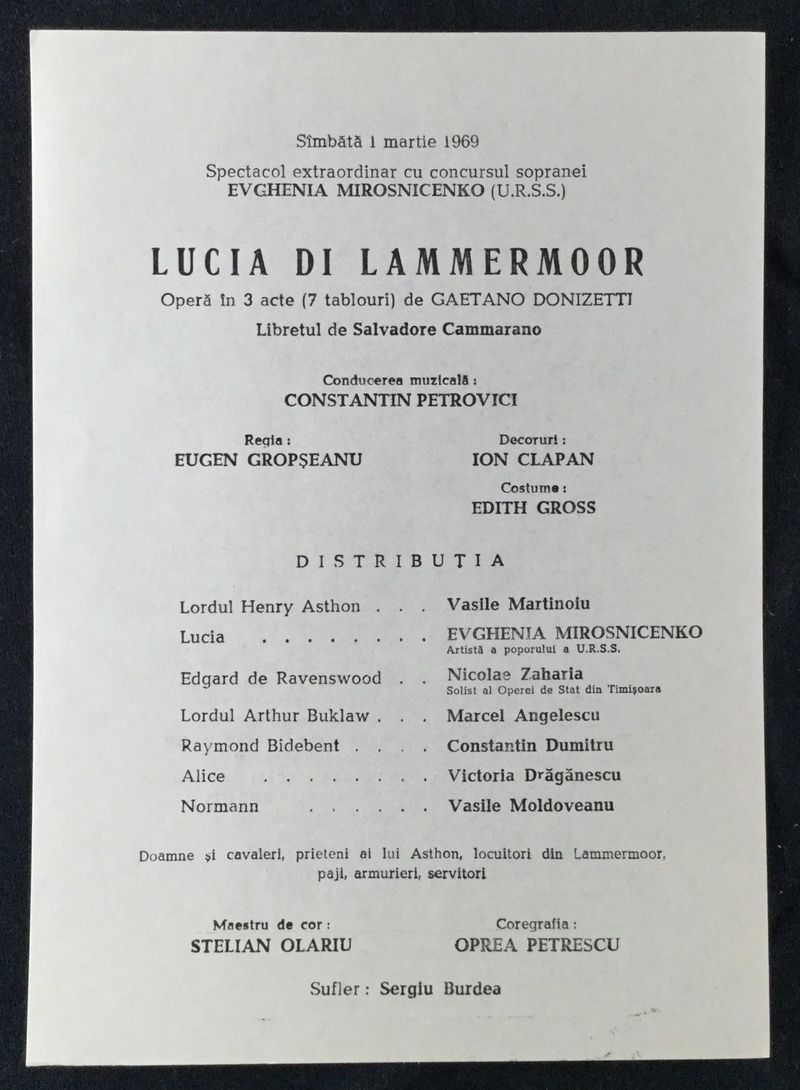 Sîmbătă 1 martie 1969
Spectacol extraordinar cu concursul sopranei
EVGHENIA MIROSNICENKO (U.R.S.S.)
LUCIA DI LAMMERMOOR
Operă în 3 acte (7 tablouri) de GAETANO DONIZETTI
Libretul de Salvadore Cammarano
Conducerea muzicală :
CONSTANTIN PETROVICI
Regia :
EUGEN GROPȘEANU
Decoruri :
ION CLAPAN
Costume :
EDITH GROSS
DISTRIBUȚIA
Lordul Henry Asthon . . . Vasile Martinoiu
Lucia . . . . . . . . EVGHENIA MIROSNICENKO
Artistă a poporului a U.R.S.S.
Edgard de Ravenswood . . Nicolae Zaharia
Solist al Operei de Stat din Timișoara
Lordul Arthur Buklaw . . . Marcel Angelescu
Raymond Bidebent . . . . Constantin Dumitru
Alice . . . . . . . . Victoria Drăgănescu
Normann . . . . . . Vasile Moldoveanu
Doamne și cavaleri, prieteni ai lui Asthon, locuitori din Lammermoor,
paji, armurieri, servitori
Maestru de cor :
STELIAN OLARIU
Coregrafia :
OPREA PETRESCU
Sufler : Sergiu Burdea